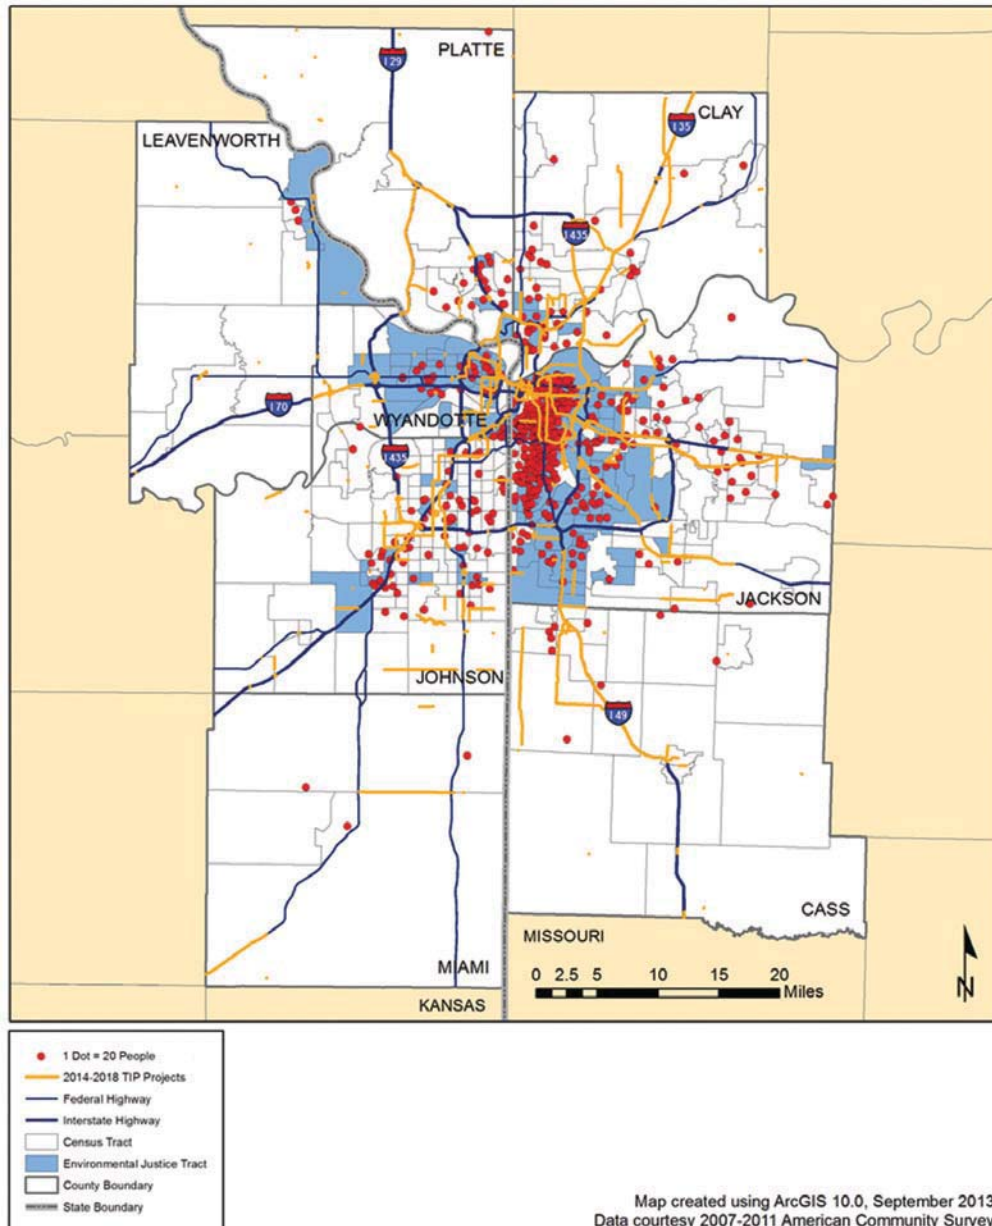 PLATTE
I 29
CLAY
I 35
LEAVENWORTH
I 435
I 70
WYANDOTTE
I 435
JACKSON
JOHNSON
I 49
CASS
MISSOURI
MIAMI
KANSAS
0 2.5 5 10 15 20
Miles
N
1 Dot = 20 People
2014-2018 TIP Projects
Federal Highway
Interstate Highway
Census Tract
Environmental Justice Tract
County Boundary
State Boundary
Map created using ArcGIS 10.0, September 2013
Data courtesy 2007-2011 American Community Survey